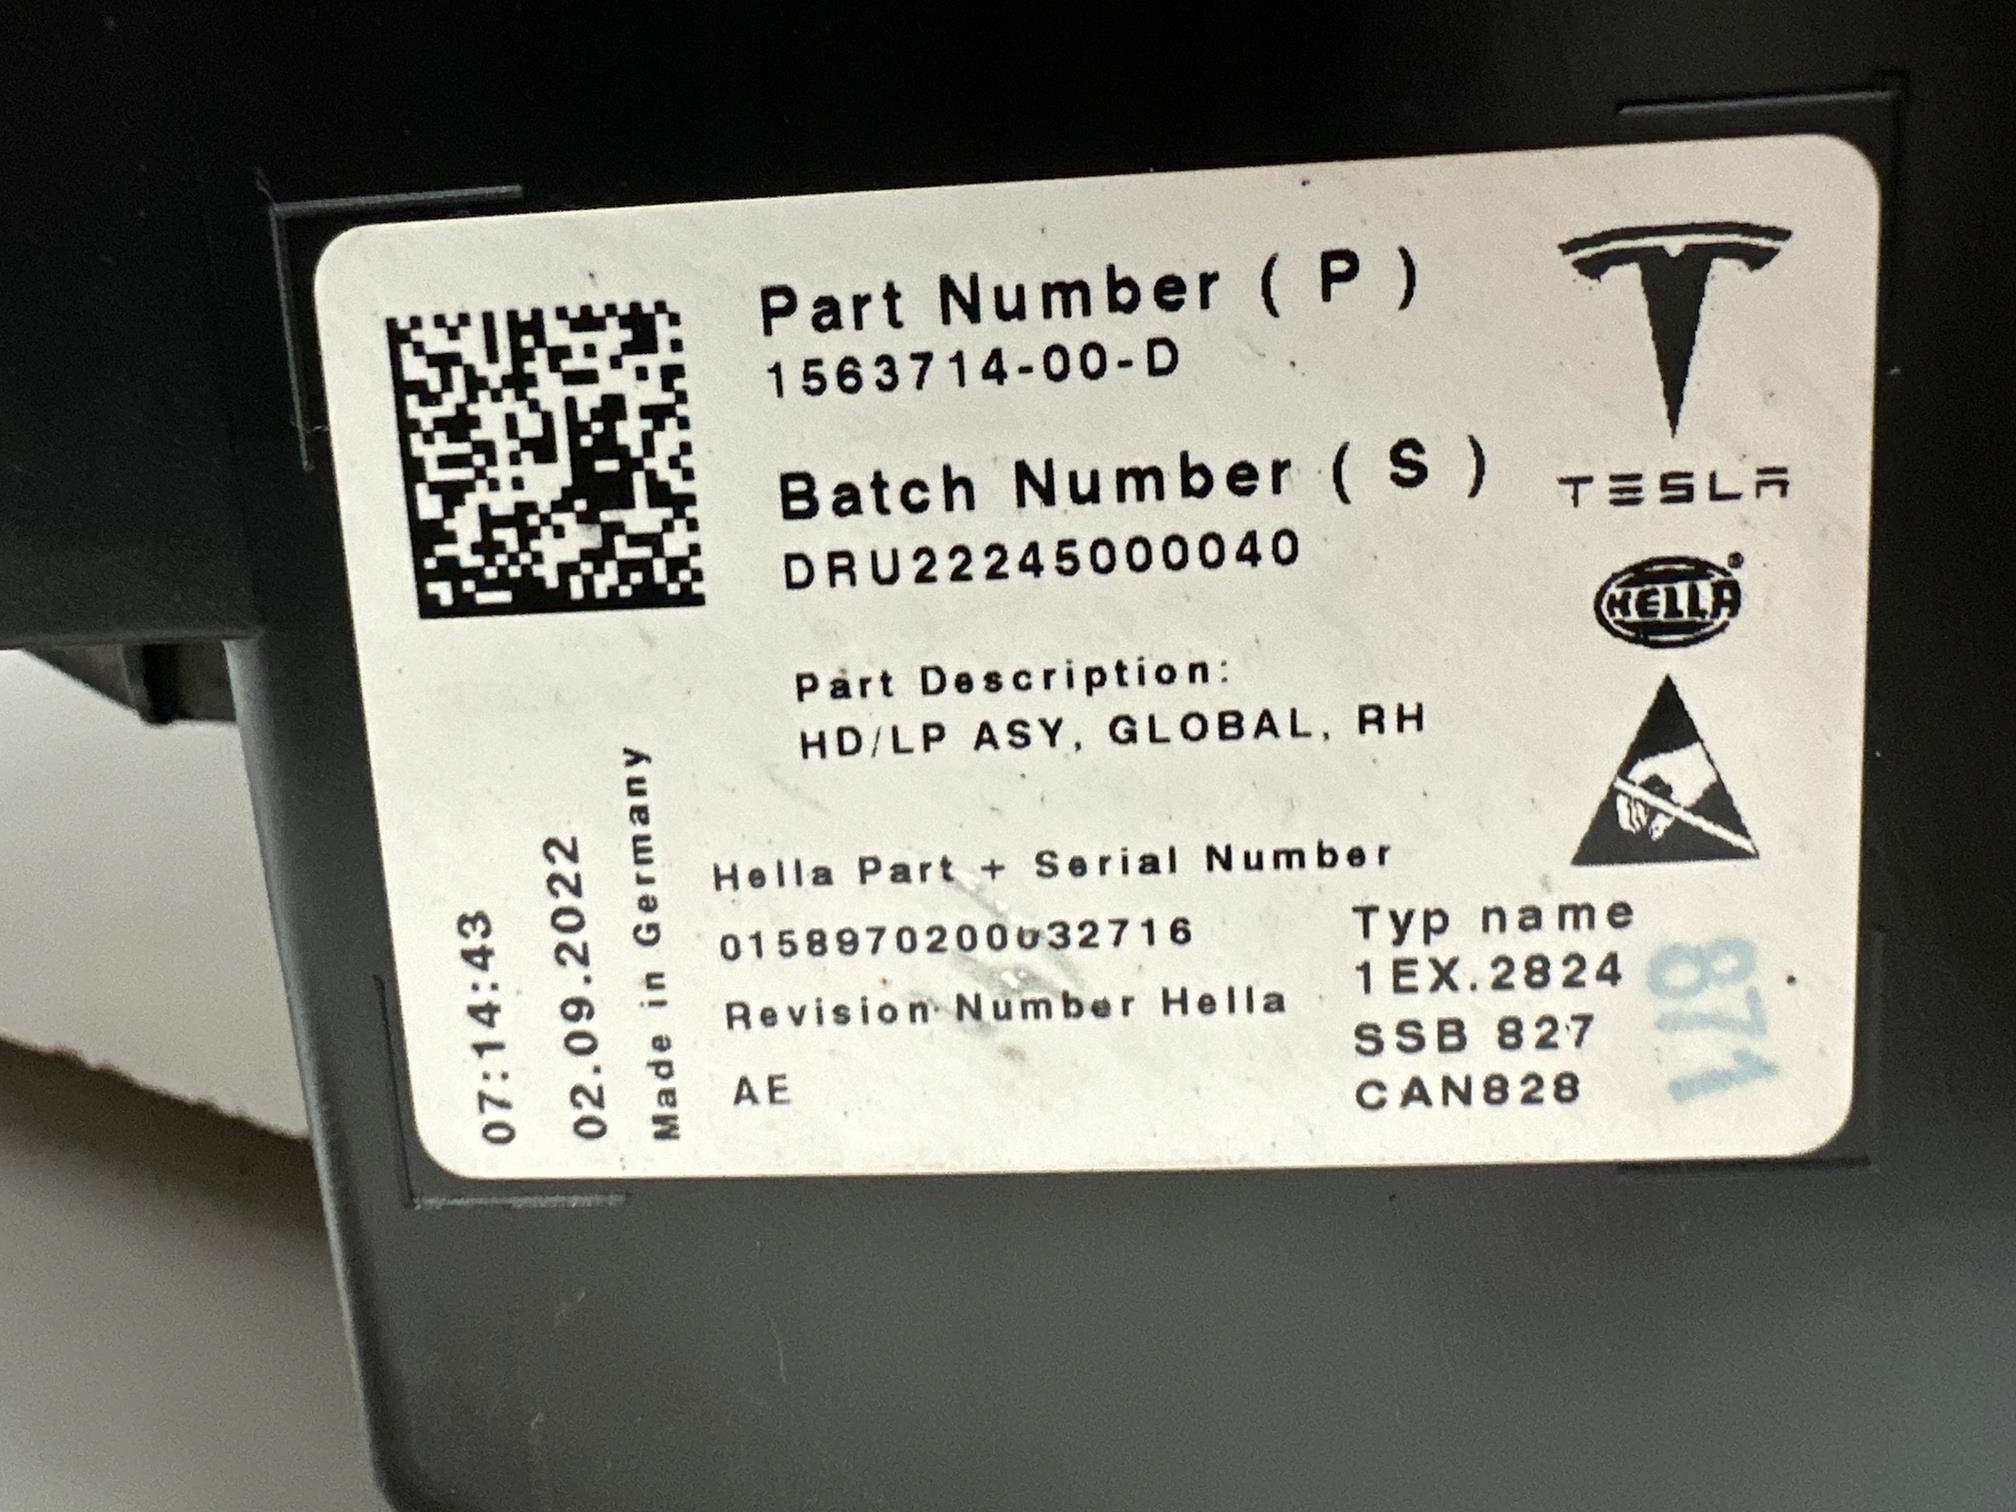 Part Number ( P )
1563714-00-D
Batch Number ( S )
DRU22245000040
TESLA
HELLA
Part Description:
HD/LP ASY, GLOBAL, RH
Hella Part + Serial Number
0158970200032716
Revision Number Hella
AE
Typ name
1EX.2824
SSB 827
CAN828
871
07:14:43
02.09.2022
Made in Germany